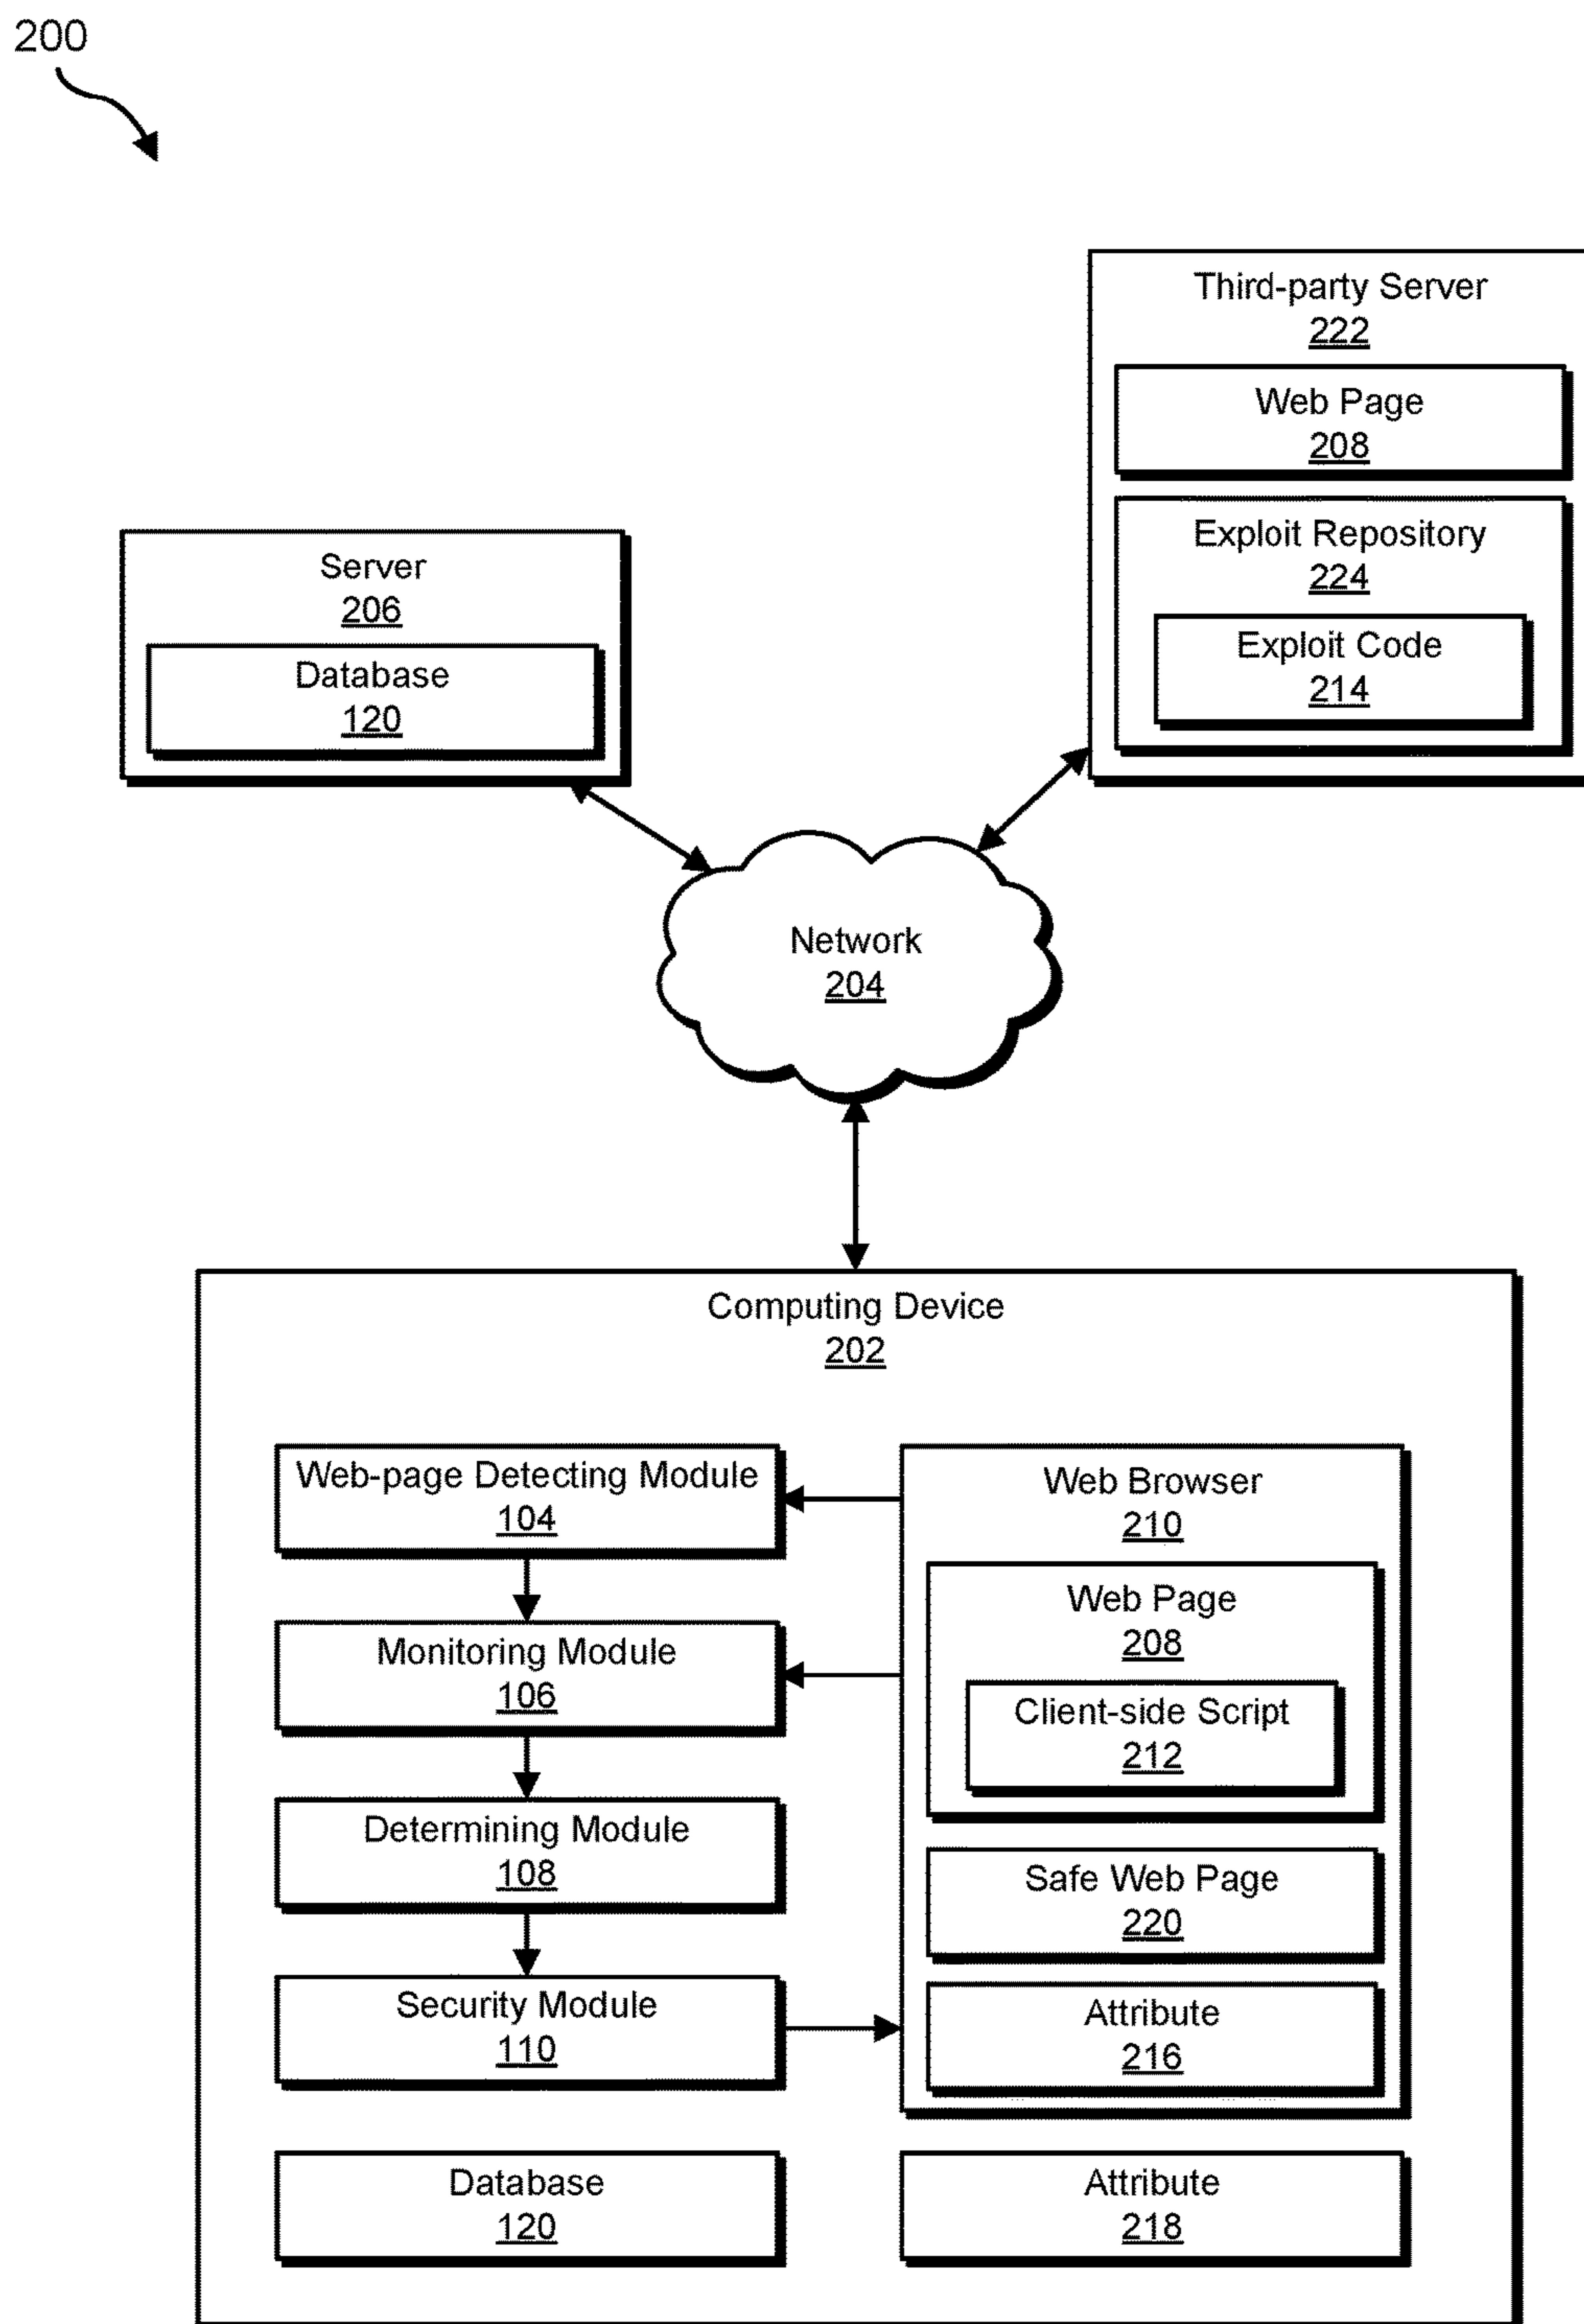 200
Third-party Server
222
Web Page
208
Exploit Repository
224
Exploit Code
214
Server
206
Database
120
Network
204
Computing Device
202
Web-page Detecting Module
104
Monitoring Module
106
Determining Module
108
Security Module
110
Database
120
Web Browser
210
Web Page
208
Client-side Script
212
Safe Web Page
220
Attribute
216
Attribute
218